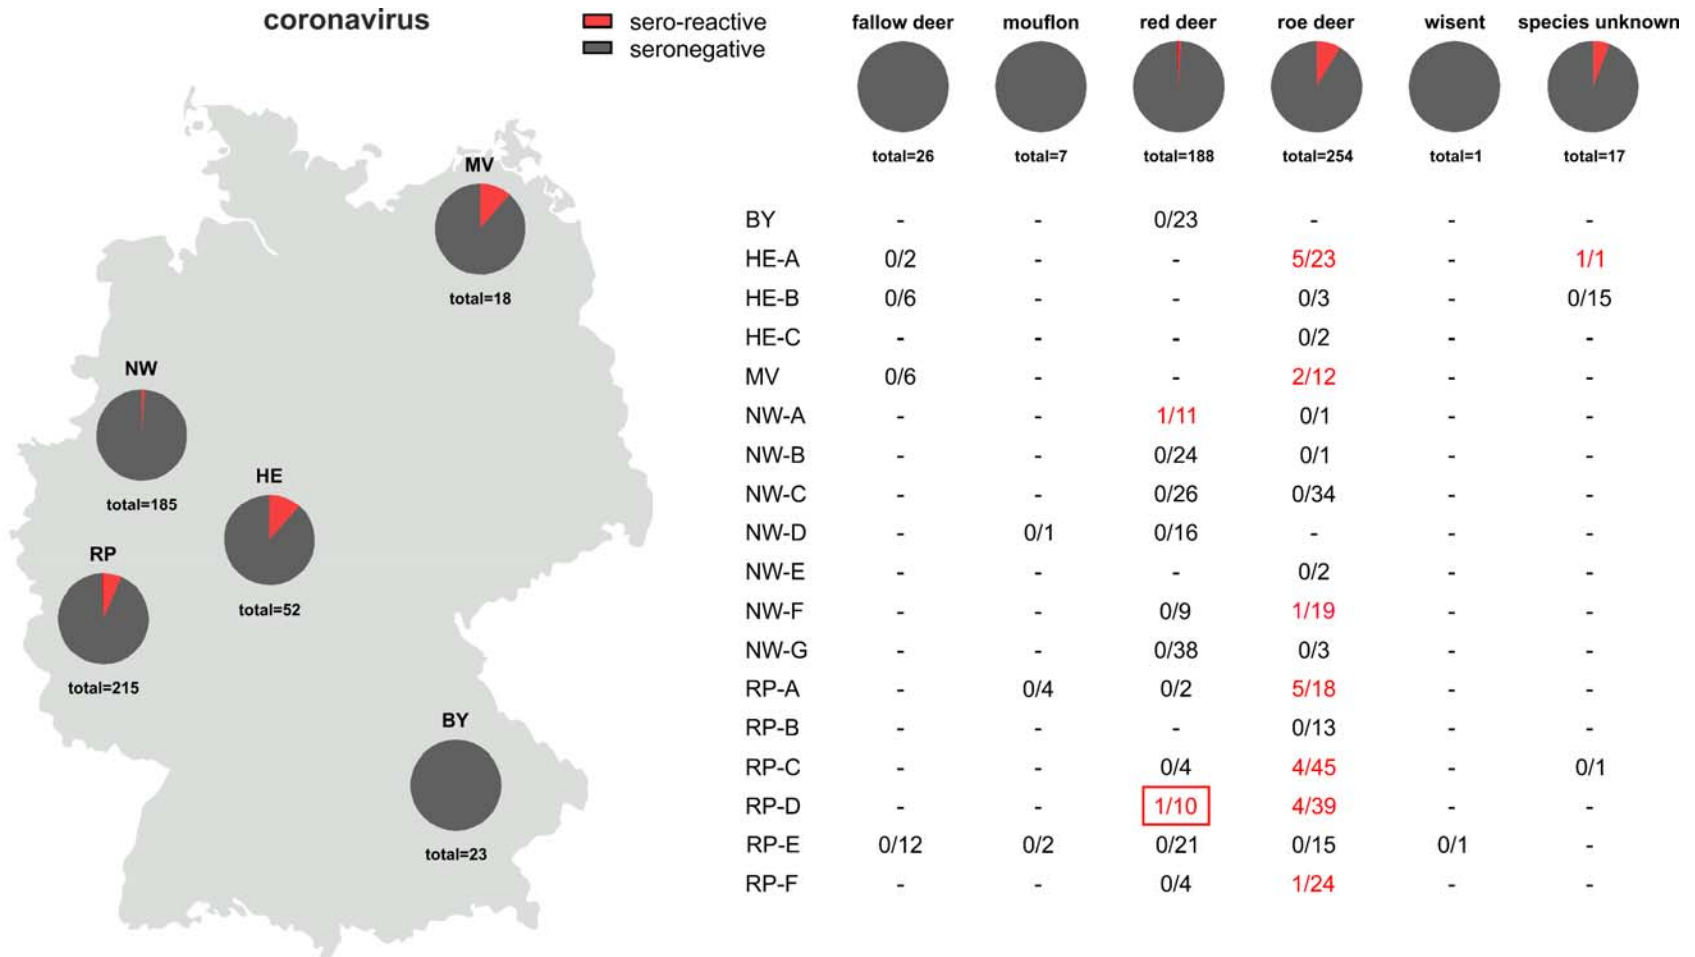 coronavirus
sero-reactive
seronegative
MV
total=18
NW
total=185
HE
total=52
RP
total=215
BY
total=23
fallow deer mouflon red deer roe deer wisent species unknown
total=26 total=7 total=188 total=254 total=1 total=17
BY - - 0/23 - - -
HE-A 0/2 - - 5/23 - 1/1
HE-B 0/6 - - 0/3 - 0/15
HE-C - - - 0/2 - -
MV 0/6 - - 2/12 - -
NW-A - - 1/11 0/1 - -
NW-B - - 0/24 0/1 - -
NW-C - - 0/26 0/34 - -
NW-D - 0/1 0/16 - - -
NW-E - - - 0/2 - -
NW-F - - 0/9 1/19 - -
NW-G - - 0/38 0/3 - -
RP-A - 0/4 0/2 5/18 - -
RP-B - - - 0/13 - -
RP-C - - 0/4 4/45 - 0/1
RP-D - - 1/10 4/39 - -
RP-E 0/12 0/2 0/21 0/15 0/1 -
RP-F - - 0/4 1/24 - -